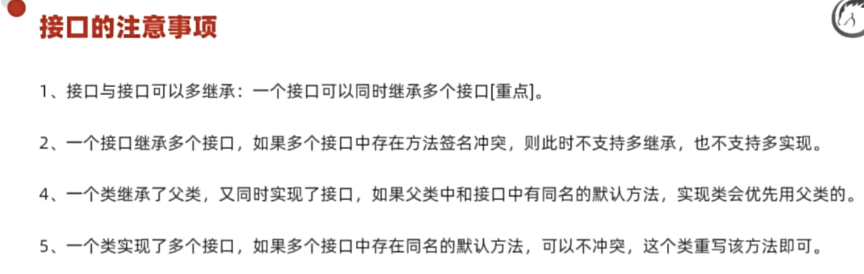 接口的注意事项
1、接口与接口可以多继承：一个接口可以同时继承多个接口[重点]。
2、一个接口继承多个接口，如果多个接口中存在方法签名冲突，则此时不支持多继承，也不支持多实现。
4、一个类继承了父类，又同时实现了接口，如果父类中和接口中有同名的默认方法，实现类会优先用父类的。
5、一个类实现了多个接口，如果多个接口中存在同名的默认方法，可以不冲突，这个类重写该方法即可。